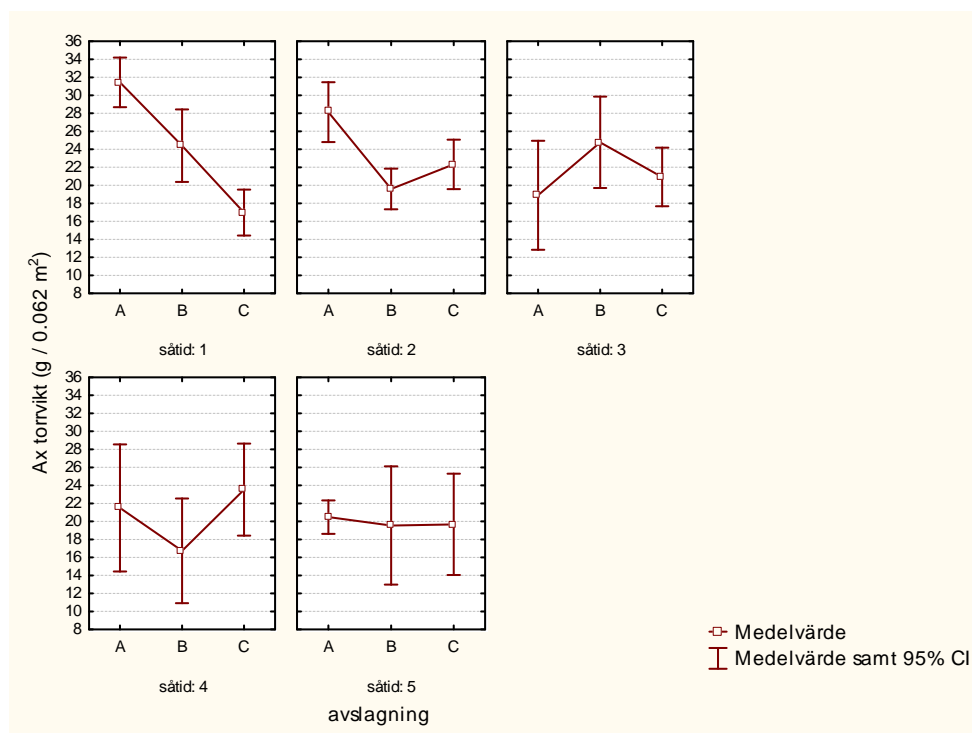 Ax torrvikt (g / 0.062 m²)
36
34
32
30
28
26
24
22
20
18
16
14
12
10
8
A B C
såtid: 1
A B C
såtid: 2
A B C
såtid: 3
36
34
32
30
28
26
24
22
20
18
16
14
12
10
8
A B C
såtid: 4
A B C
såtid: 5
avslagning
Medelvärde
Medelvärde samt 95% CI